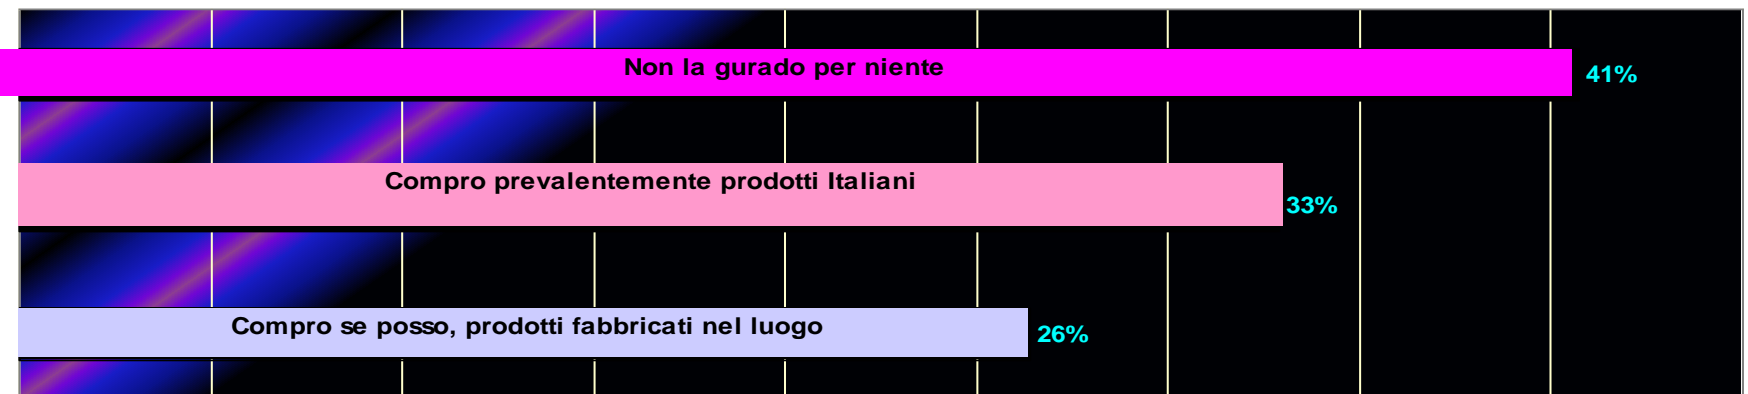 Non la gurado per niente
41%
Compro prevalentemente prodotti Italiani
33%
Compro se posso, prodotti fabbricati nel luogo
26%